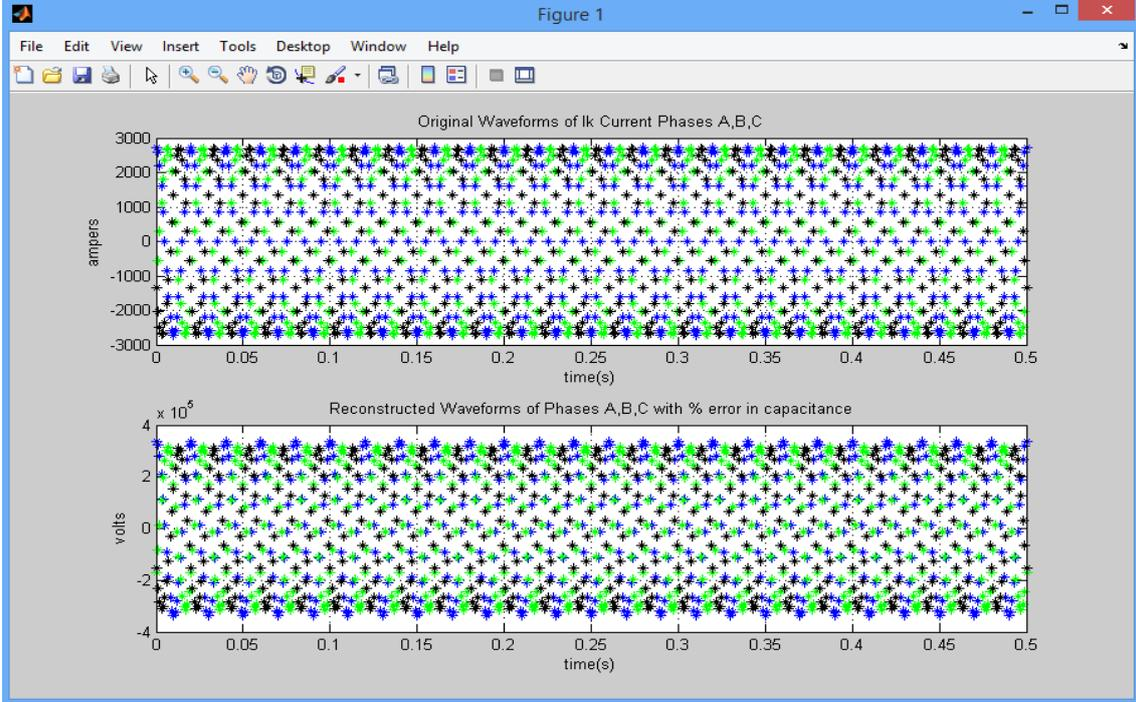 Figure 1
File Edit View Insert Tools Desktop Window Help
Original Waveforms of Ik Current Phases A,B,C
3000
2000
1000
0
-1000
-2000
-3000
ampers
0 0.05 0.1 0.15 0.2 0.25 0.3 0.35 0.4 0.45 0.5
time(s)
x 10^5
Reconstructed Waveforms of Phases A,B,C with % error in capacitance
4
2
0
-2
-4
volts
0 0.05 0.1 0.15 0.2 0.25 0.3 0.35 0.4 0.45 0.5
time(s)